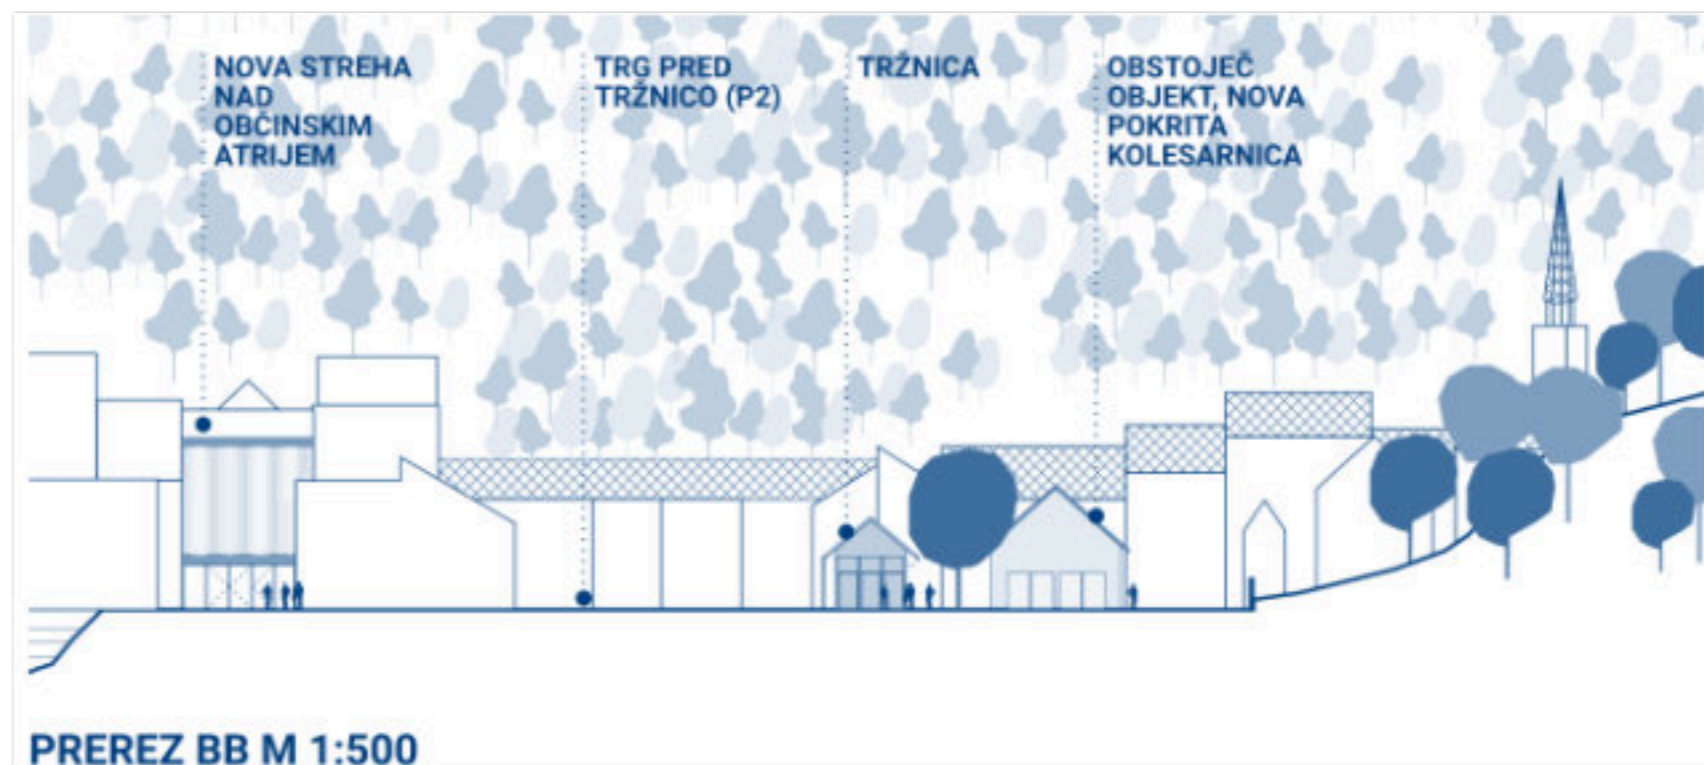 NOVA STREHA
NAD
OBČINSKIM
ATRIJEM
TRG PRED
TRŽNICO (P2)
TRŽNICA
OBSTOJEČ
OBJEKT, NOVA
POKRITA
KOLESARNICA
PREREZ BB M 1:500